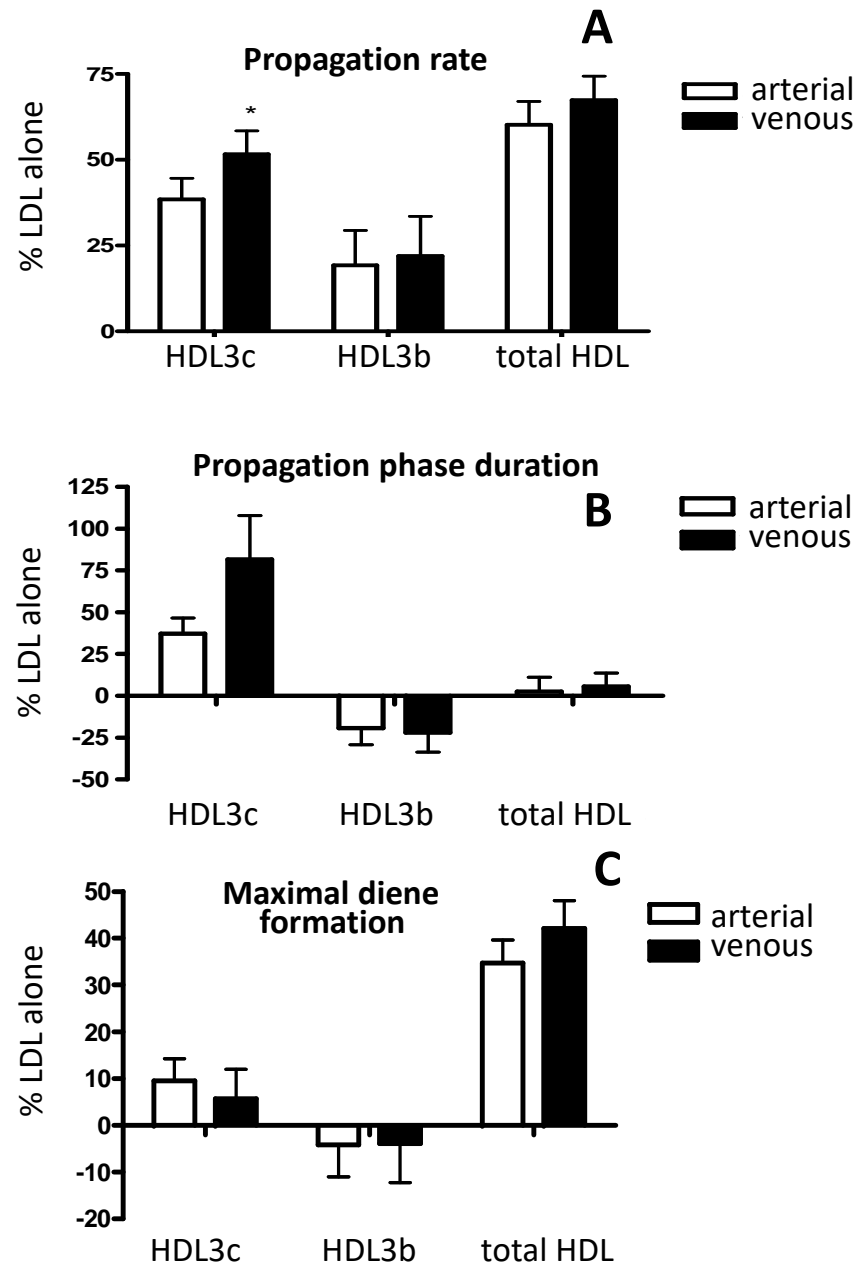 A
Propagation rate
% LDL alone
75
50
25
0
*
arterial
venous
HDL3c HDL3b total HDL
Propagation phase duration
B
% LDL alone
125
100
75
50
25
0
-25
-50
arterial
venous
HDL3c HDL3b total HDL
C
Maximal diene
formation
% LDL alone
50
40
30
20
10
0
-10
-20
arterial
venous
HDL3c HDL3b total HDL